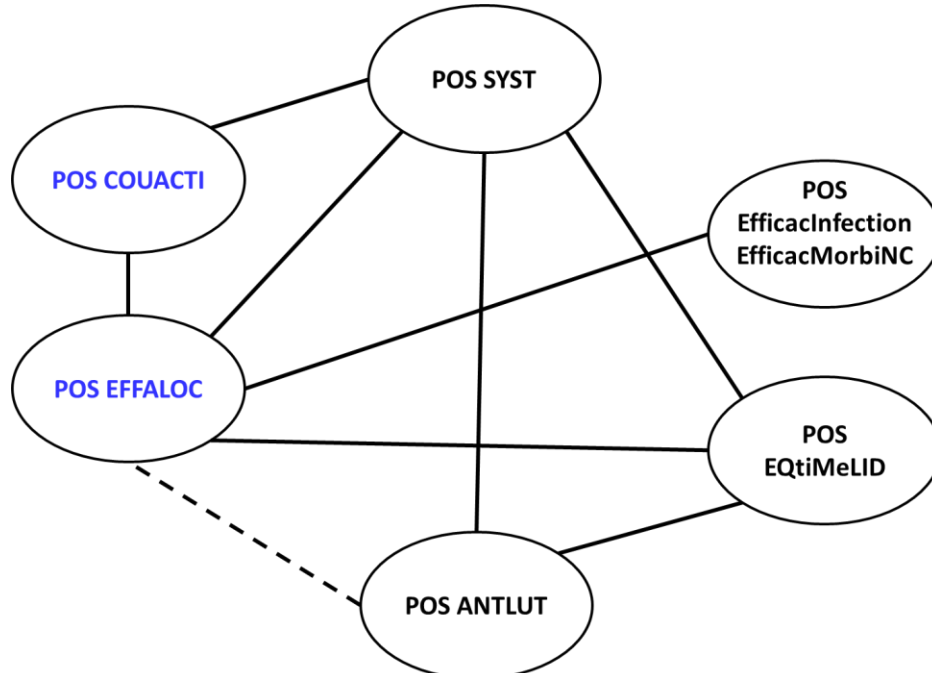 POS SYST
POS COUACTI
POS
EfficacInfection
EfficacMorbiNC
POS EFFALOC
POS
EQtiMeLID
POS ANTLUT